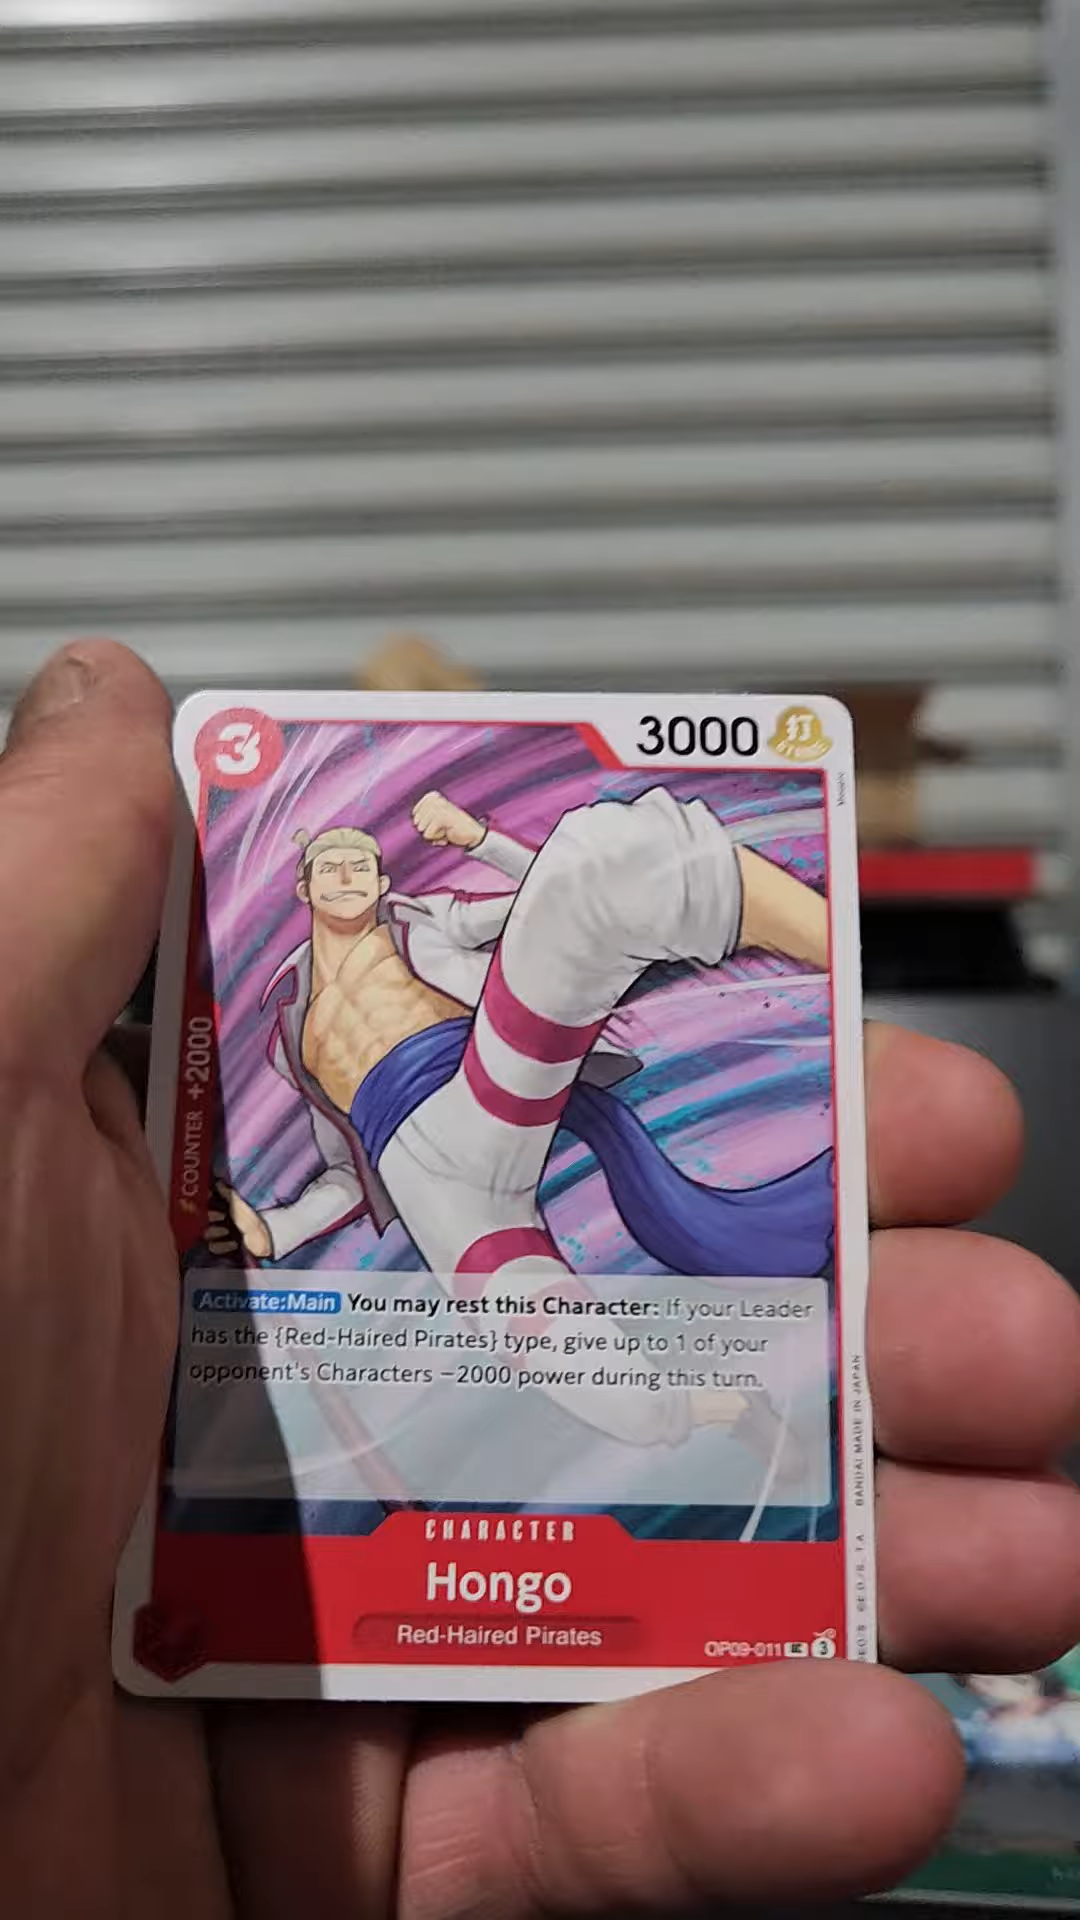 3
3000
打
COUNTER +2000
Activate:Main You may rest this Character: If your Leader
has the {Red-Haired Pirates} type, give up to 1 of your
opponent's Characters −2000 power during this turn.
CHARACTER
Hongo
Red-Haired Pirates
OP09-011
3
BANDAI MADE IN JAPAN